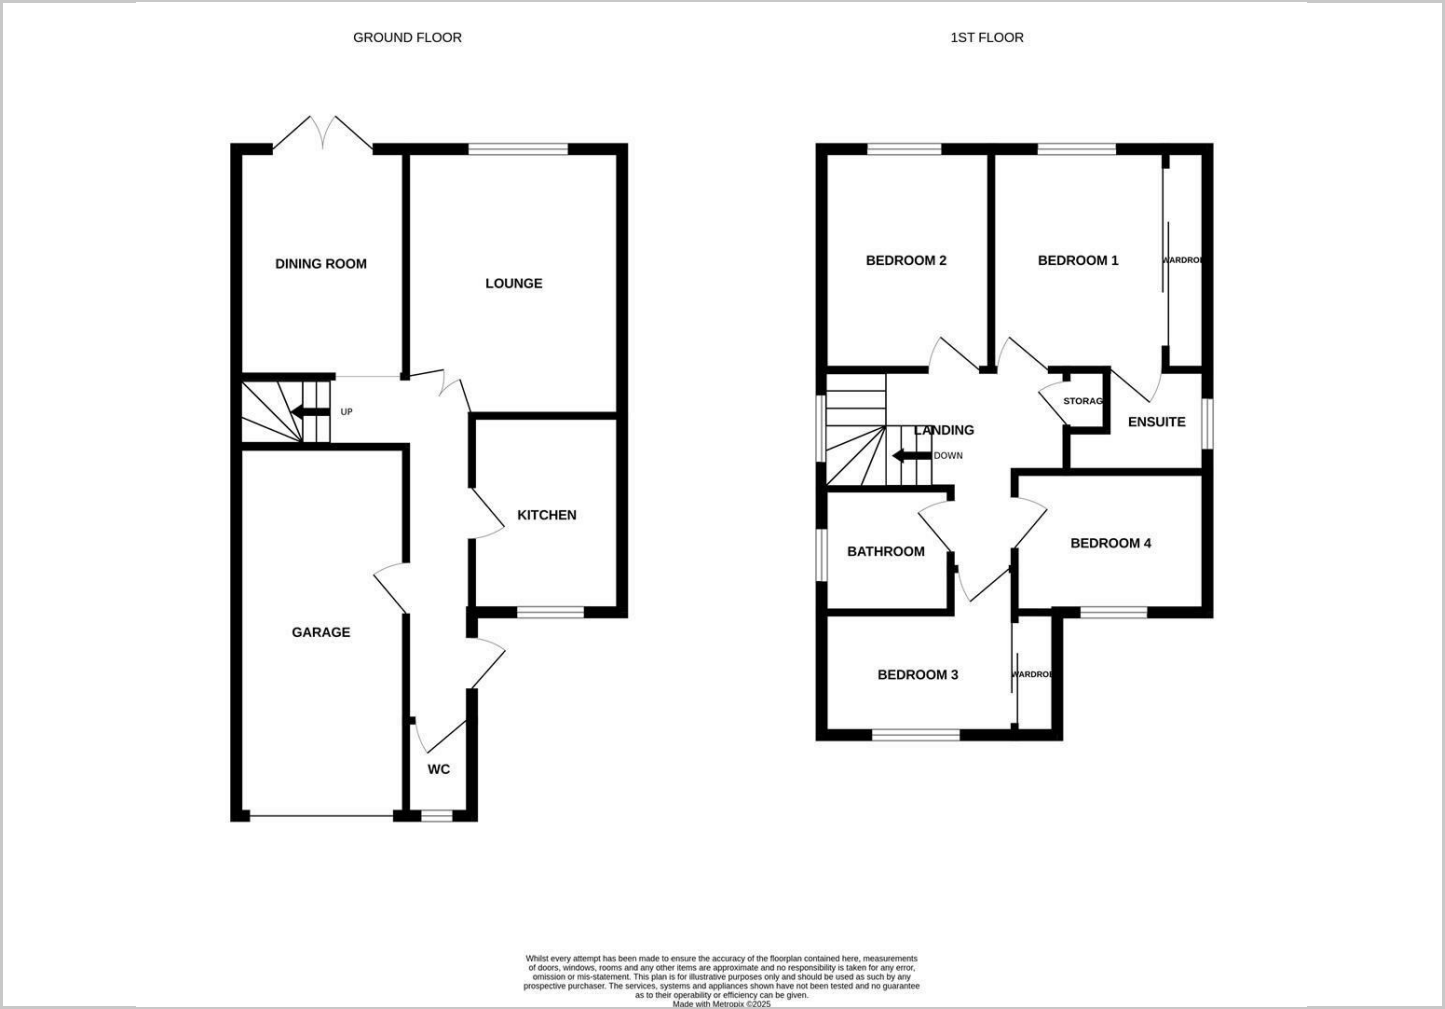 GROUND FLOOR
1ST FLOOR
DINING ROOM
LOUNGE
UP
KITCHEN
GARAGE
WC
BEDROOM 2
BEDROOM 1
WARDROB
STORAG
ENSUITE
LANDING
DOWN
BATHROOM
BEDROOM 4
BEDROOM 3
WARDROB
Whilst every attempt has been made to ensure the accuracy of the floorplan contained here, measurements
of doors, windows, rooms and any other items are approximate and no responsibility is taken for any error,
omission or mis-statement. This plan is for illustrative purposes only and should be used as such by any
prospective purchaser. The services, systems and appliances shown have not been tested and no guarantee
as to their operability or efficiency can be given.
Made with Metropix ©2025